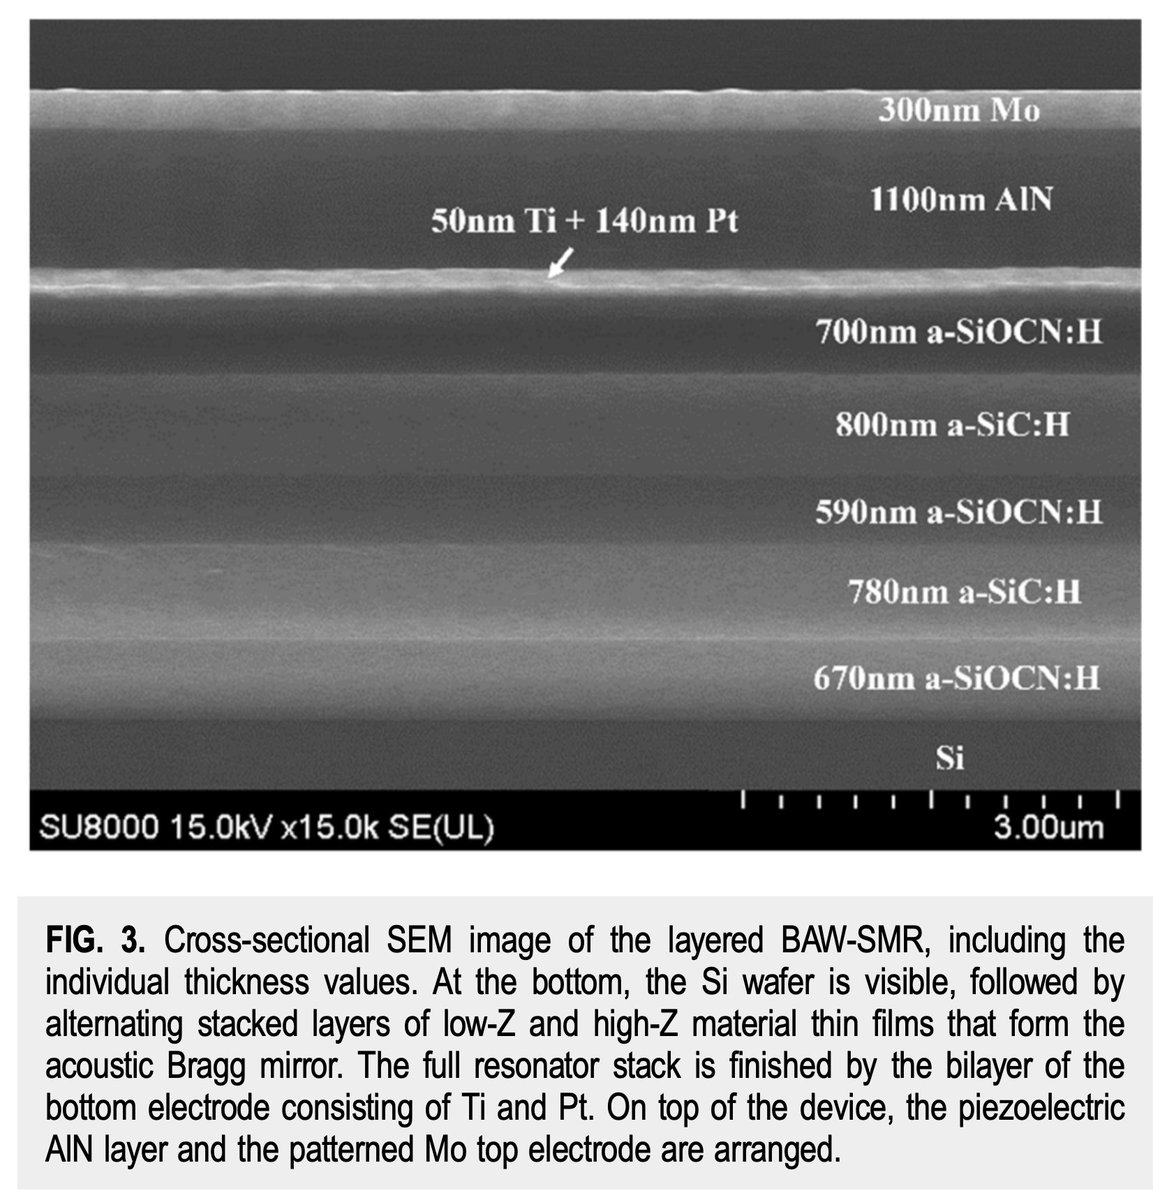 300nm Mo
1100nm AlN
50nm Ti + 140nm Pt
700nm a-SiOCN:H
800nm a-SiC:H
590nm a-SiOCN:H
780nm a-SiC:H
670nm a-SiOCN:H
Si
SU8000 15.0kV x15.0k SE(UL)
3.00um
FIG. 3. Cross-sectional SEM image of the layered BAW-SMR, including the
individual thickness values. At the bottom, the Si wafer is visible, followed by
alternating stacked layers of low-Z and high-Z material thin films that form the
acoustic Bragg mirror. The full resonator stack is finished by the bilayer of the
bottom electrode consisting of Ti and Pt. On top of the device, the piezoelectric
AlN layer and the patterned Mo top electrode are arranged.